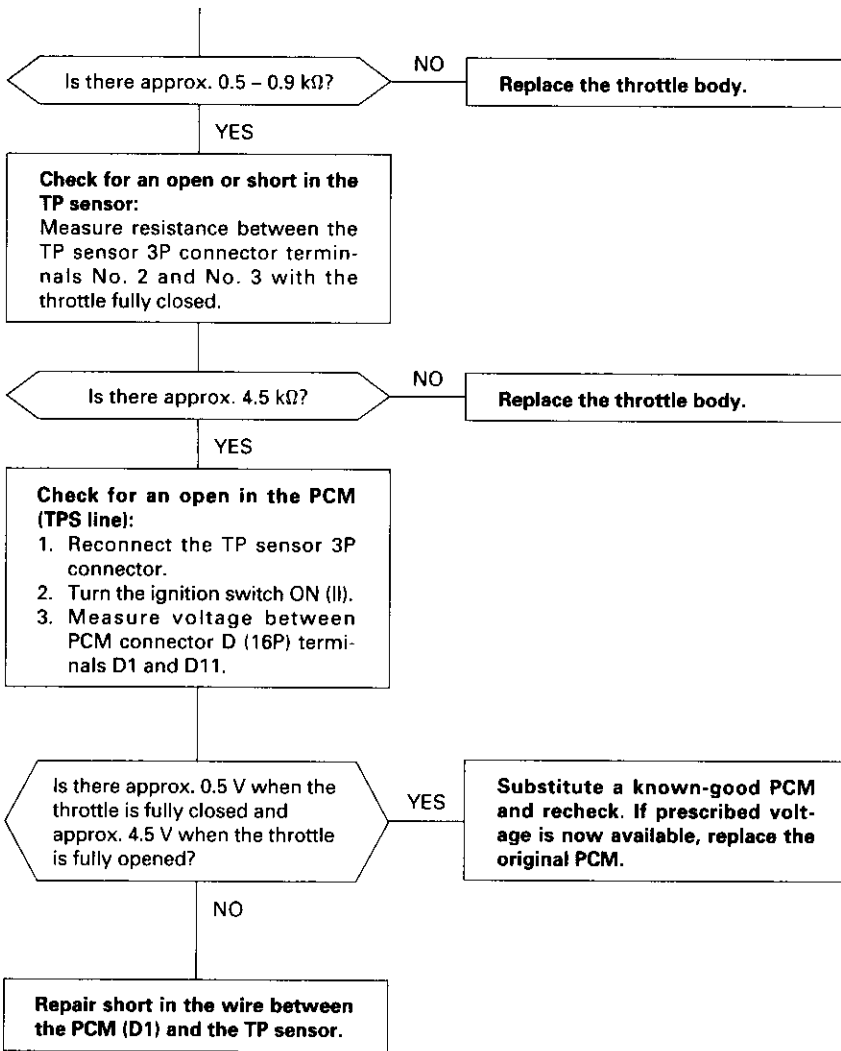 Is there approx. 0.5 – 0.9 kΩ?
NO
Replace the throttle body.
YES
Check for an open or short in the
TP sensor:
Measure resistance between the
TP sensor 3P connector termin-
nals No. 2 and No. 3 with the
throttle fully closed.
Is there approx. 4.5 kΩ?
NO
Replace the throttle body.
YES
Check for an open in the PCM
(TPS line):
1. Reconnect the TP sensor 3P
connector.
2. Turn the ignition switch ON (II).
3. Measure voltage between
PCM connector D (16P) termi-
nals D1 and D11.
Is there approx. 0.5 V when the
throttle is fully closed and
approx. 4.5 V when the throttle
is fully opened?
YES
Substitute a known-good PCM
and recheck. If prescribed volt-
age is now available, replace the
original PCM.
NO
Repair short in the wire between
the PCM (D1) and the TP sensor.